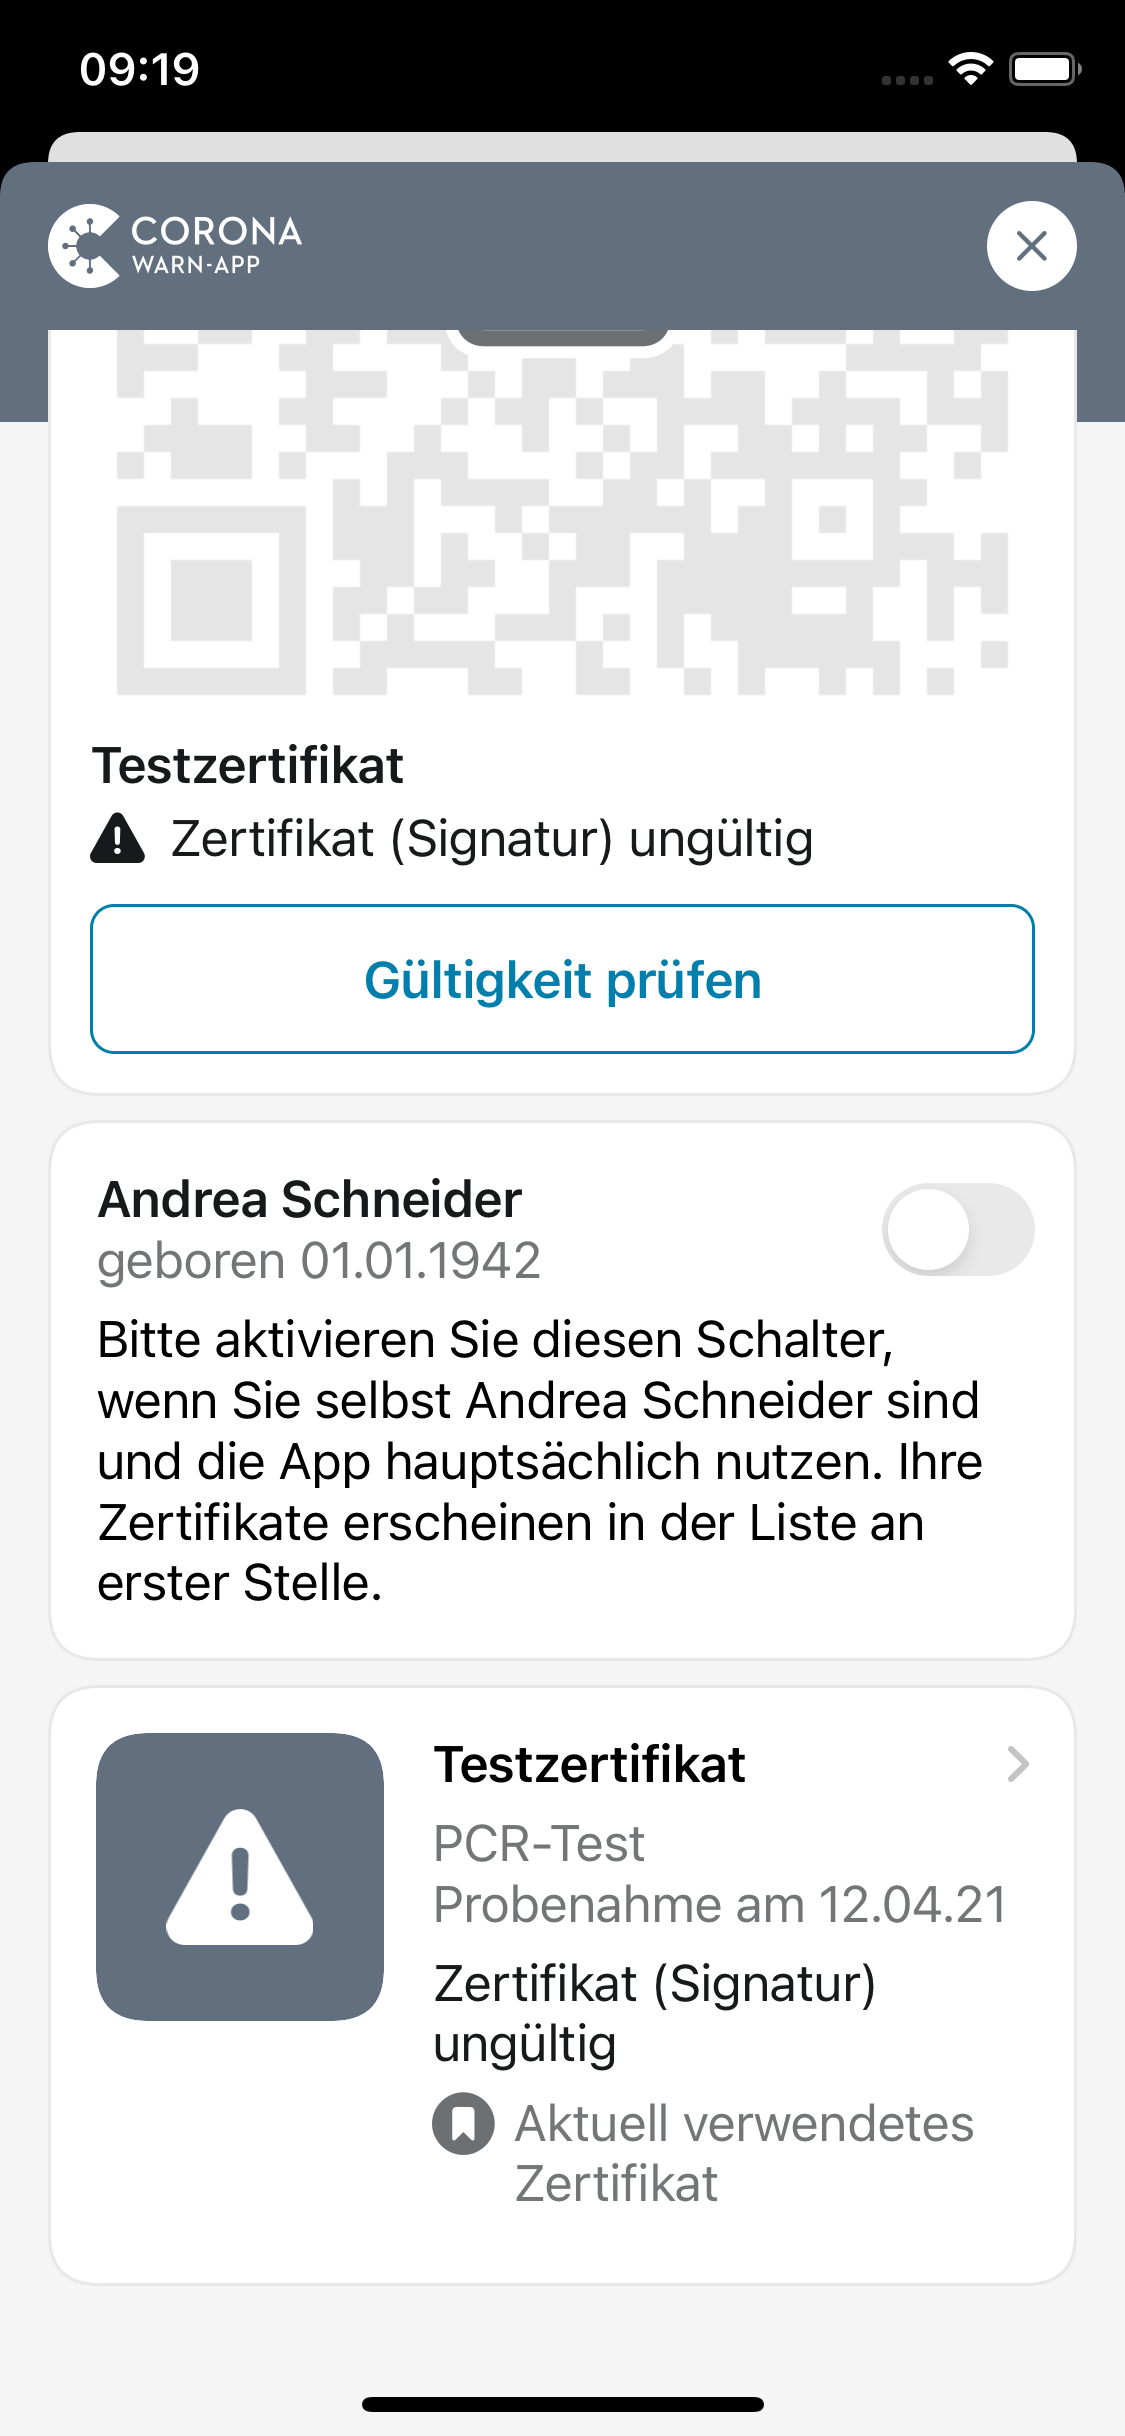 09:19
CORONA
WARN-APP
Testzertifikat
Zertifikat (Signatur) ungültig
Gültigkeit prüfen
Andrea Schneider
geboren 01.01.1942
Bitte aktivieren Sie diesen Schalter,
wenn Sie selbst Andrea Schneider sind
und die App hauptsächlich nutzen. Ihre
Zertifikate erscheinen in der Liste an
erster Stelle.
Testzertifikat
PCR-Test
Probenahme am 12.04.21
Zertifikat (Signatur)
ungültig
Aktuell verwendetes
Zertifikat